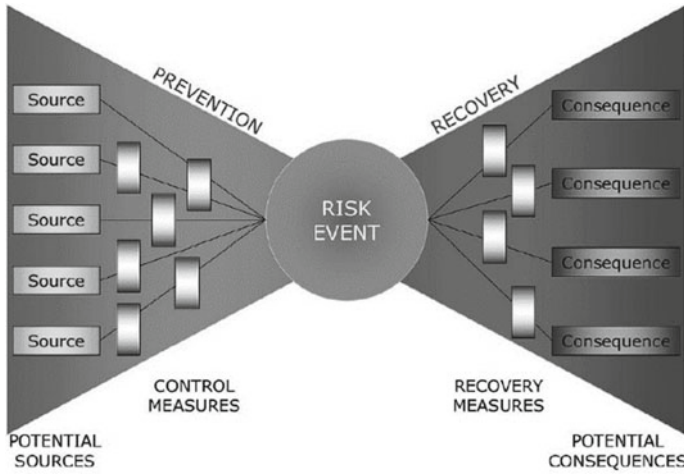 PREVENTION
RECOVERY
Source
Source
Source
Source
Source
RISK
EVENT
Consequence
Consequence
Consequence
Consequence
CONTROL
MEASURES
RECOVERY
MEASURES
POTENTIAL
SOURCES
POTENTIAL
CONSEQUENCES